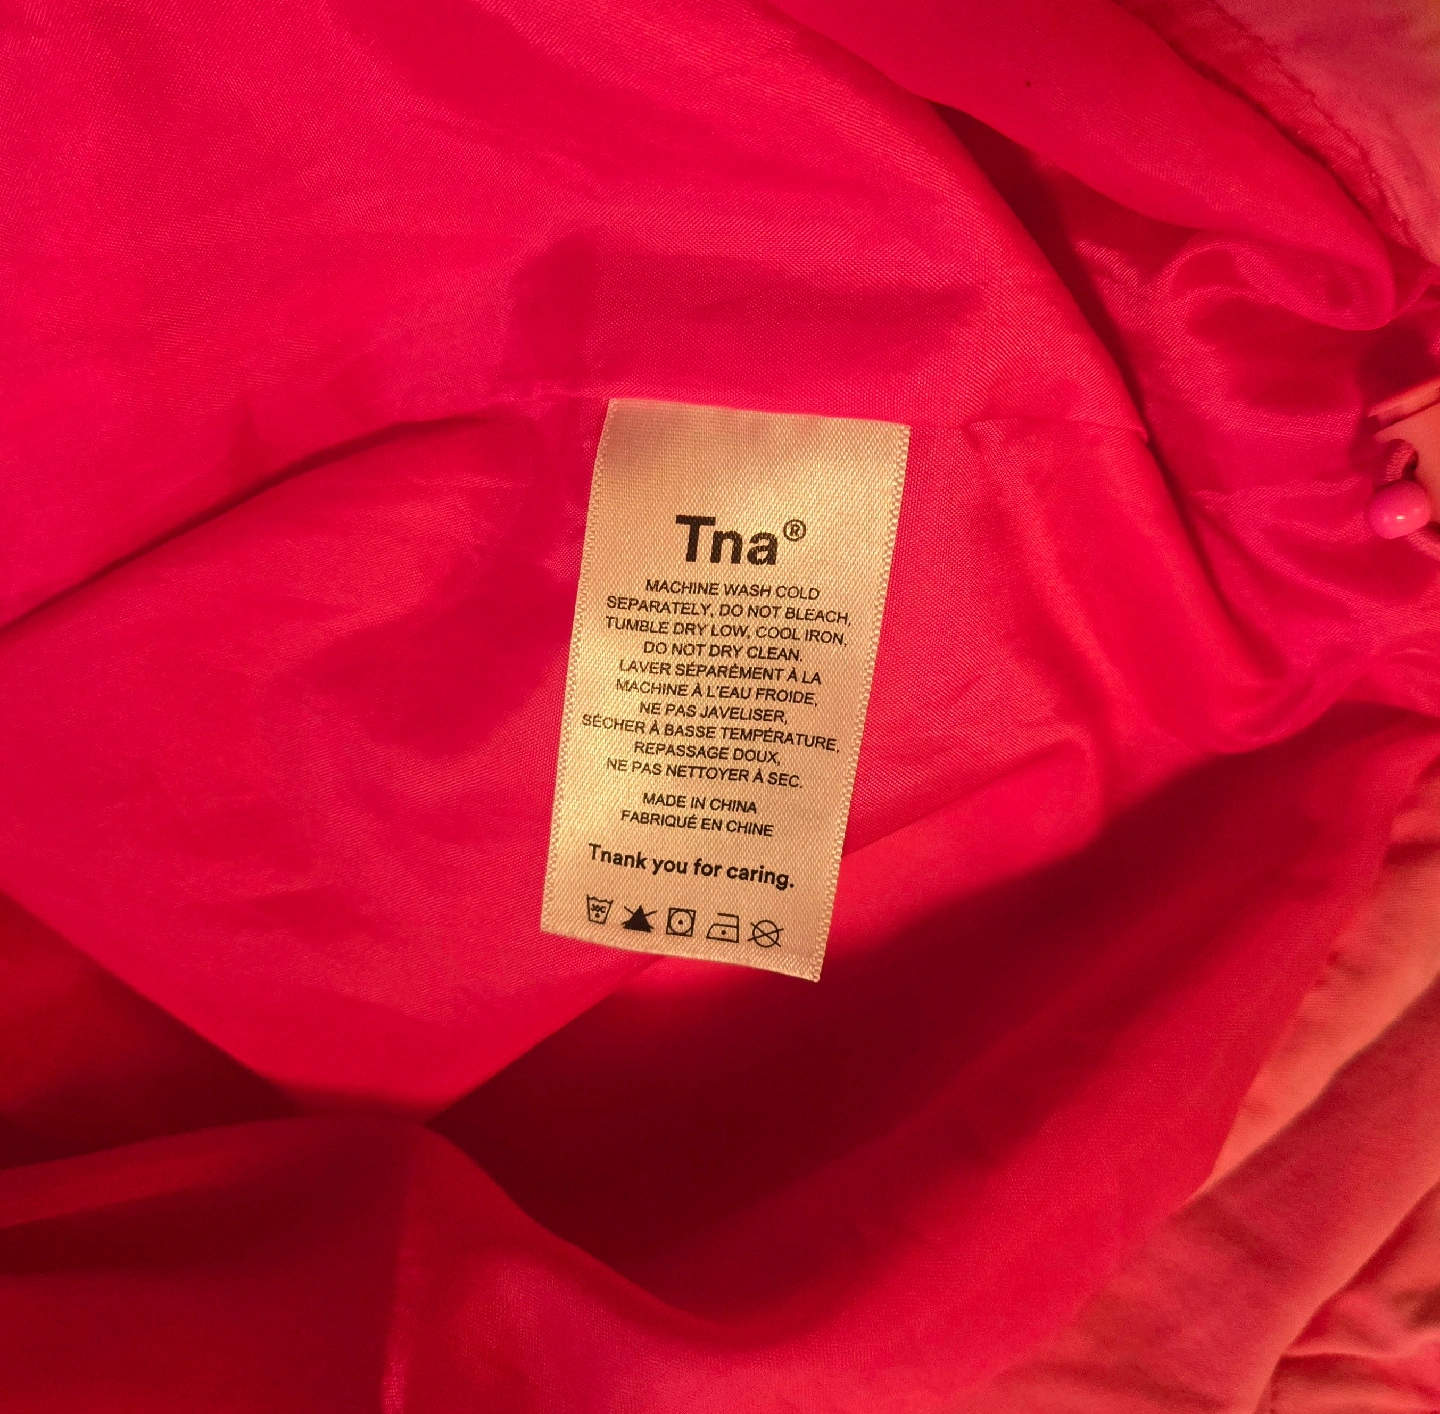 Tna®
MACHINE WASH COLD
SEPARATELY, DO NOT BLEACH,
TUMBLE DRY LOW, COOL IRON,
DO NOT DRY CLEAN.
LAVER SÉPARÉMENT À LA
MACHINE À L'EAU FROIDE,
NE PAS JAVELISER,
SÉCHER À BASSE TEMPÉRATURE,
REPASSAGE DOUX,
NE PAS NETTOYER À SEC.
MADE IN CHINA
FABRIQUÉ EN CHINE
Tnank you for caring.
30C